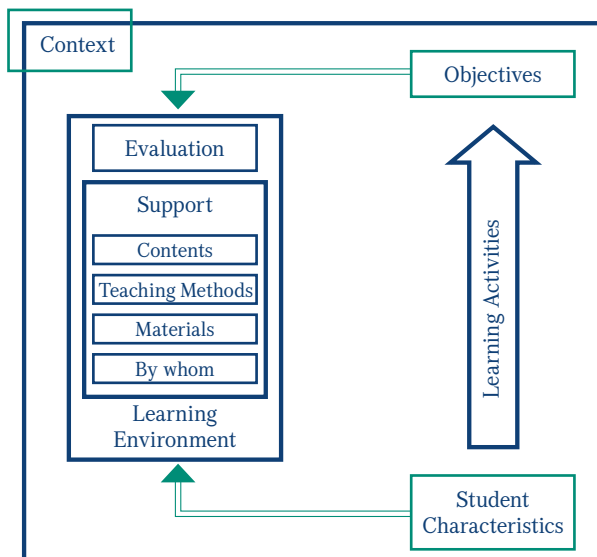 Context
Objectives
Evaluation
Support
Contents
Teaching Methods
Materials
By whom
Learning
Environment
Learning Activities
Student
Characteristics